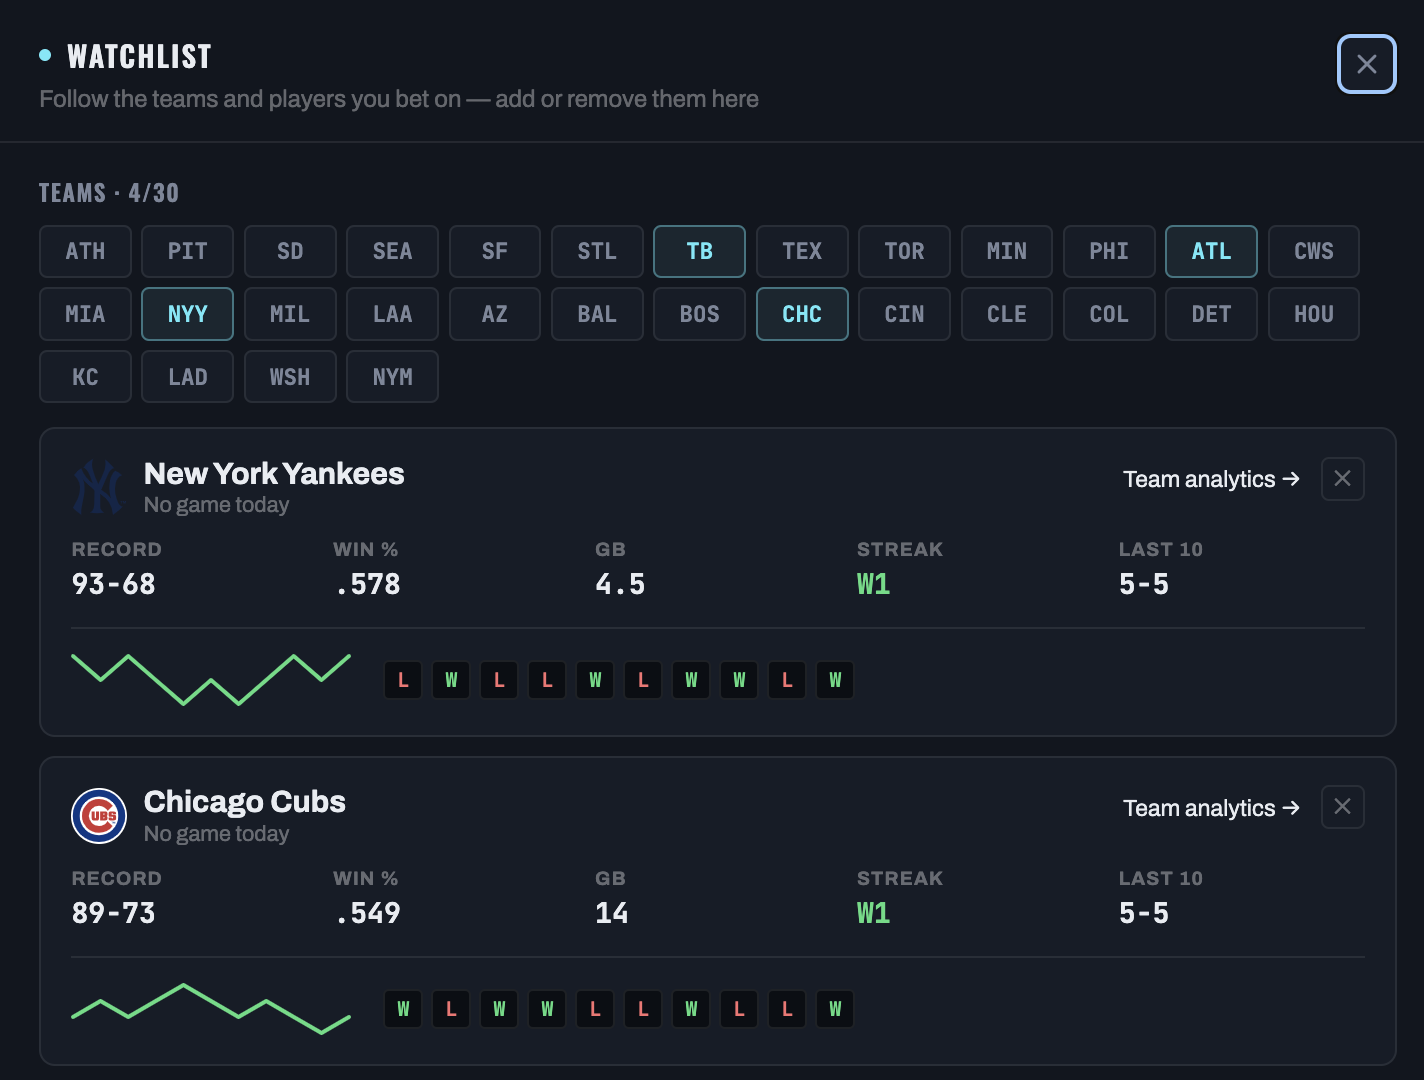 WATCHLIST
Follow the teams and players you bet on — add or remove them here
TEAMS · 4/30
ATH PIT SD SEA SF STL TB TEX TOR MIN PHI ATL CWS
MIA NYY MIL LAA AZ BAL BOS CHC CIN CLE COL DET HOU
KC LAD WSH NYM
New York Yankees
No game today
Team analytics →
RECORD WIN % GB STREAK LAST 10
93-68 .578 4.5 W1 5-5
L W L L W L W W L W
Chicago Cubs
No game today
Team analytics →
UBS
RECORD WIN % GB STREAK LAST 10
89-73 .549 14 W1 5-5
W L W W L L W L L W